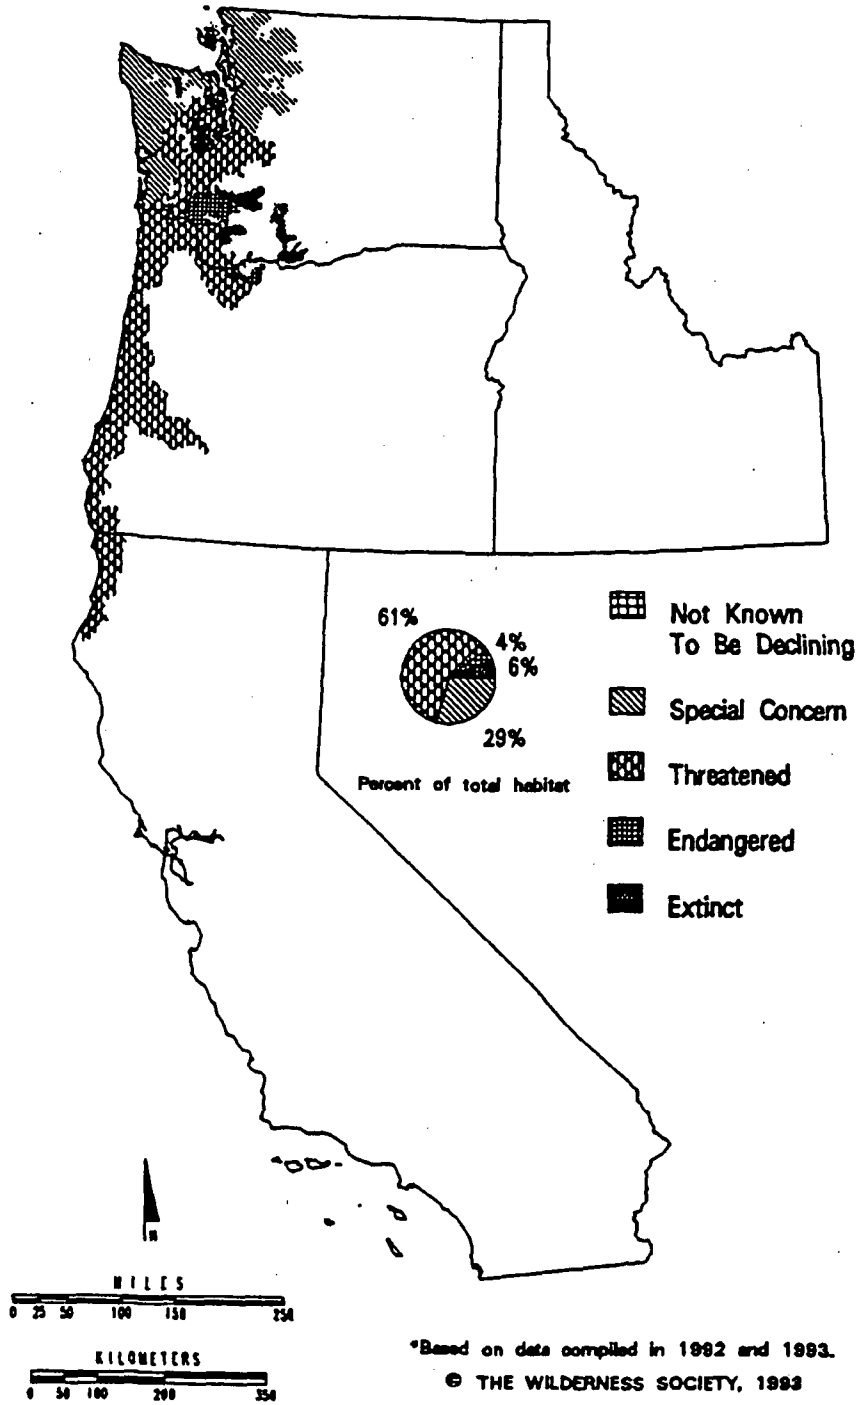 61%
4%
6%
29%
Percent of total habitat
Not Known
To Be Declining
Special Concern
Threatened
Endangered
Extinct
N
MILES
0 25 50 100 150 250
KILOMETERS
0 50 100 200 350
*Based on data compiled in 1992 and 1993.
© THE WILDERNESS SOCIETY, 1993